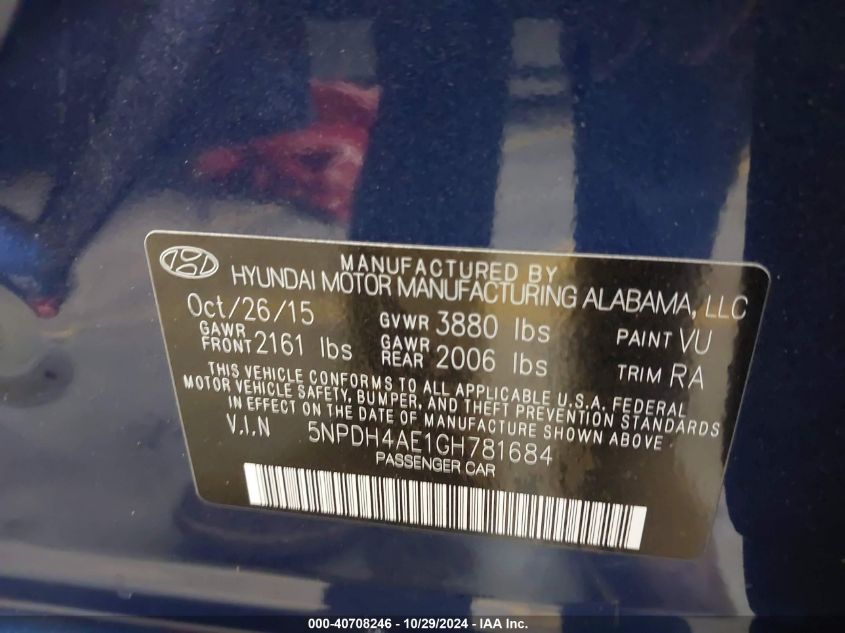 MANUFACTURED BY
HYUNDAI MOTOR MANUFACTURING ALABAMA, LLC
Oct/26/15 GVWR 3880 lbs PAINT VU
GAWR FRONT 2161 lbs GAWR REAR 2006 lbs TRIM RA
THIS VEHICLE CONFORMS TO ALL APPLICABLE U.S.A. FEDERAL
MOTOR VEHICLE SAFETY, BUMPER, AND THEFT PREVENTION STANDARDS
IN EFFECT ON THE DATE OF MANUFACTURE SHOWN ABOVE
V.I.N 5NPDH4AE1GH781684
PASSENGER CAR
000-40708246 - 10/29/2024 - IAA Inc.